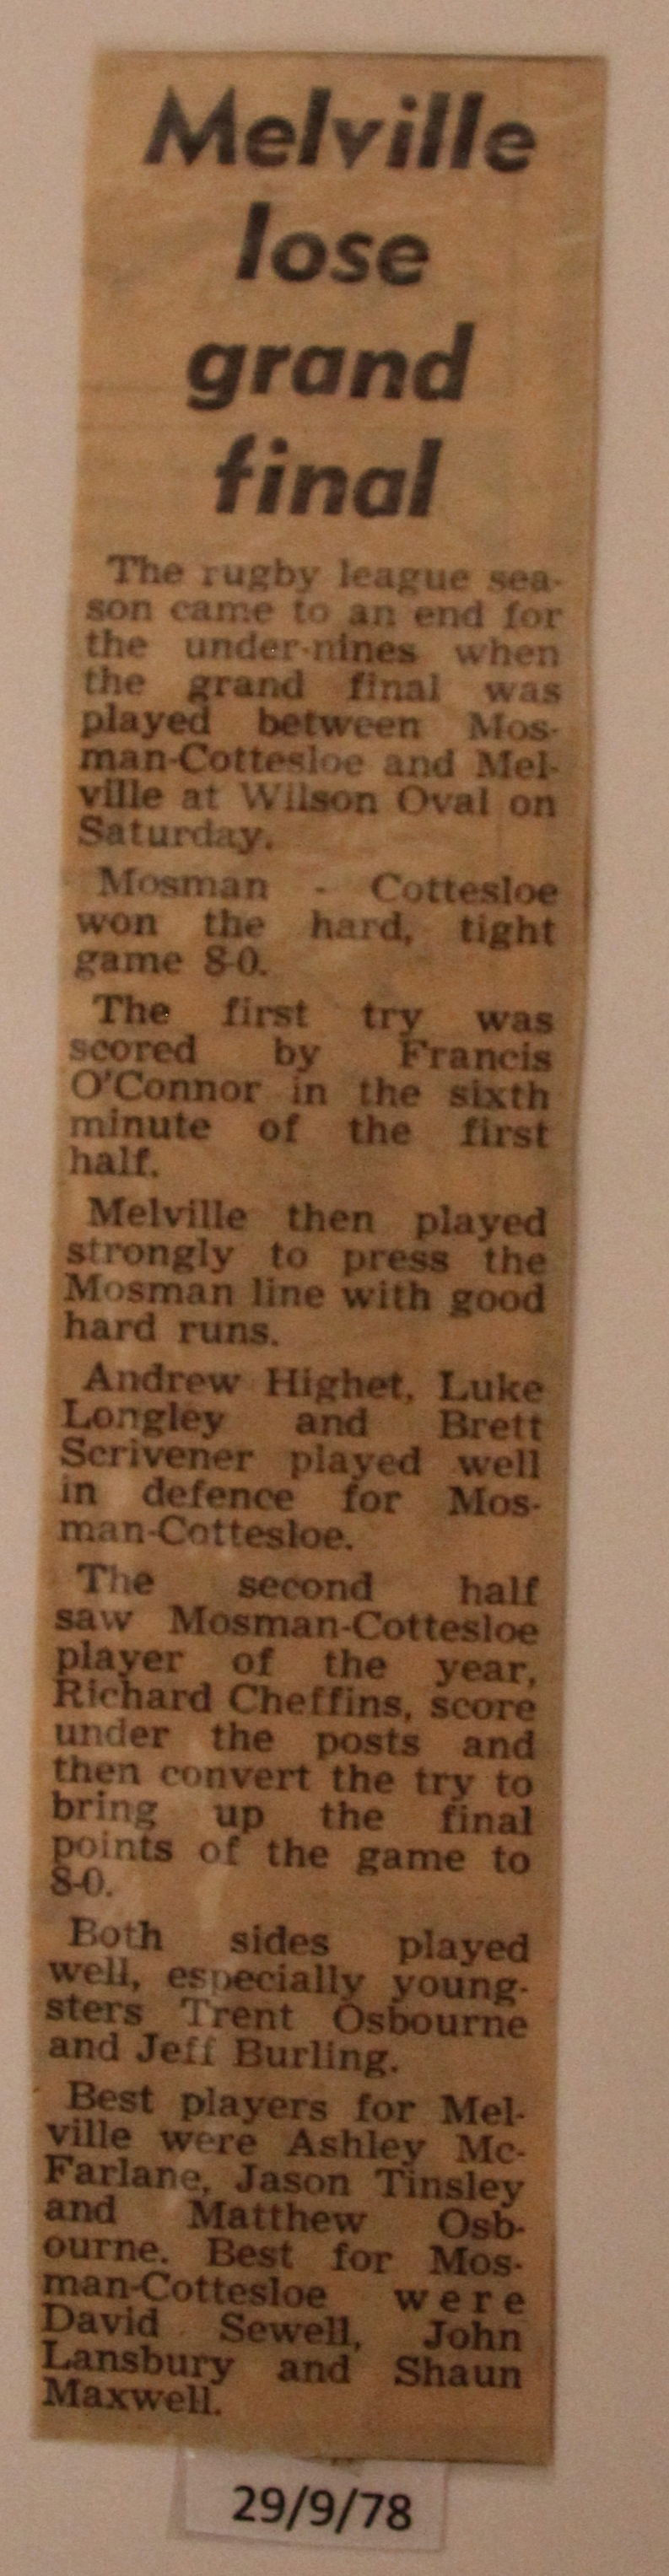 Melville
lose
grand
final
The rugby league sea-
son came to an end for
the under-nines when
the grand final was
played between Mos-
man-Cottesloe and Mel-
ville at Wilson Oval on
Saturday.
Mosman - Cottesloe
won the hard, tight
game 8-0.
The first try was
scored by Francis
O'Connor in the sixth
minute of the first
half.
Melville then played
strongly to press the
Mosman line with good
hard runs.
Andrew Highet, Luke
Longley and Brett
Scrivener played well
in defence for Mos-
man-Cottesloe.
The second half
saw Mosman-Cottesloe
player of the year,
Richard Cheffins, score
under the posts and
then convert the try to
bring up the final
points of the game to
8-0.
Both sides played
well, especially young-
sters Trent Osbourne
and Jeff Burling.
Best players for Mel-
ville were Ashley Mc-
Farlane, Jason Tinsley
and Matthew Osb-
ourne. Best for Mos-
man-Cottesloe were
David Sewell, John
Lansbury and Shaun
Maxwell.
29/9/78